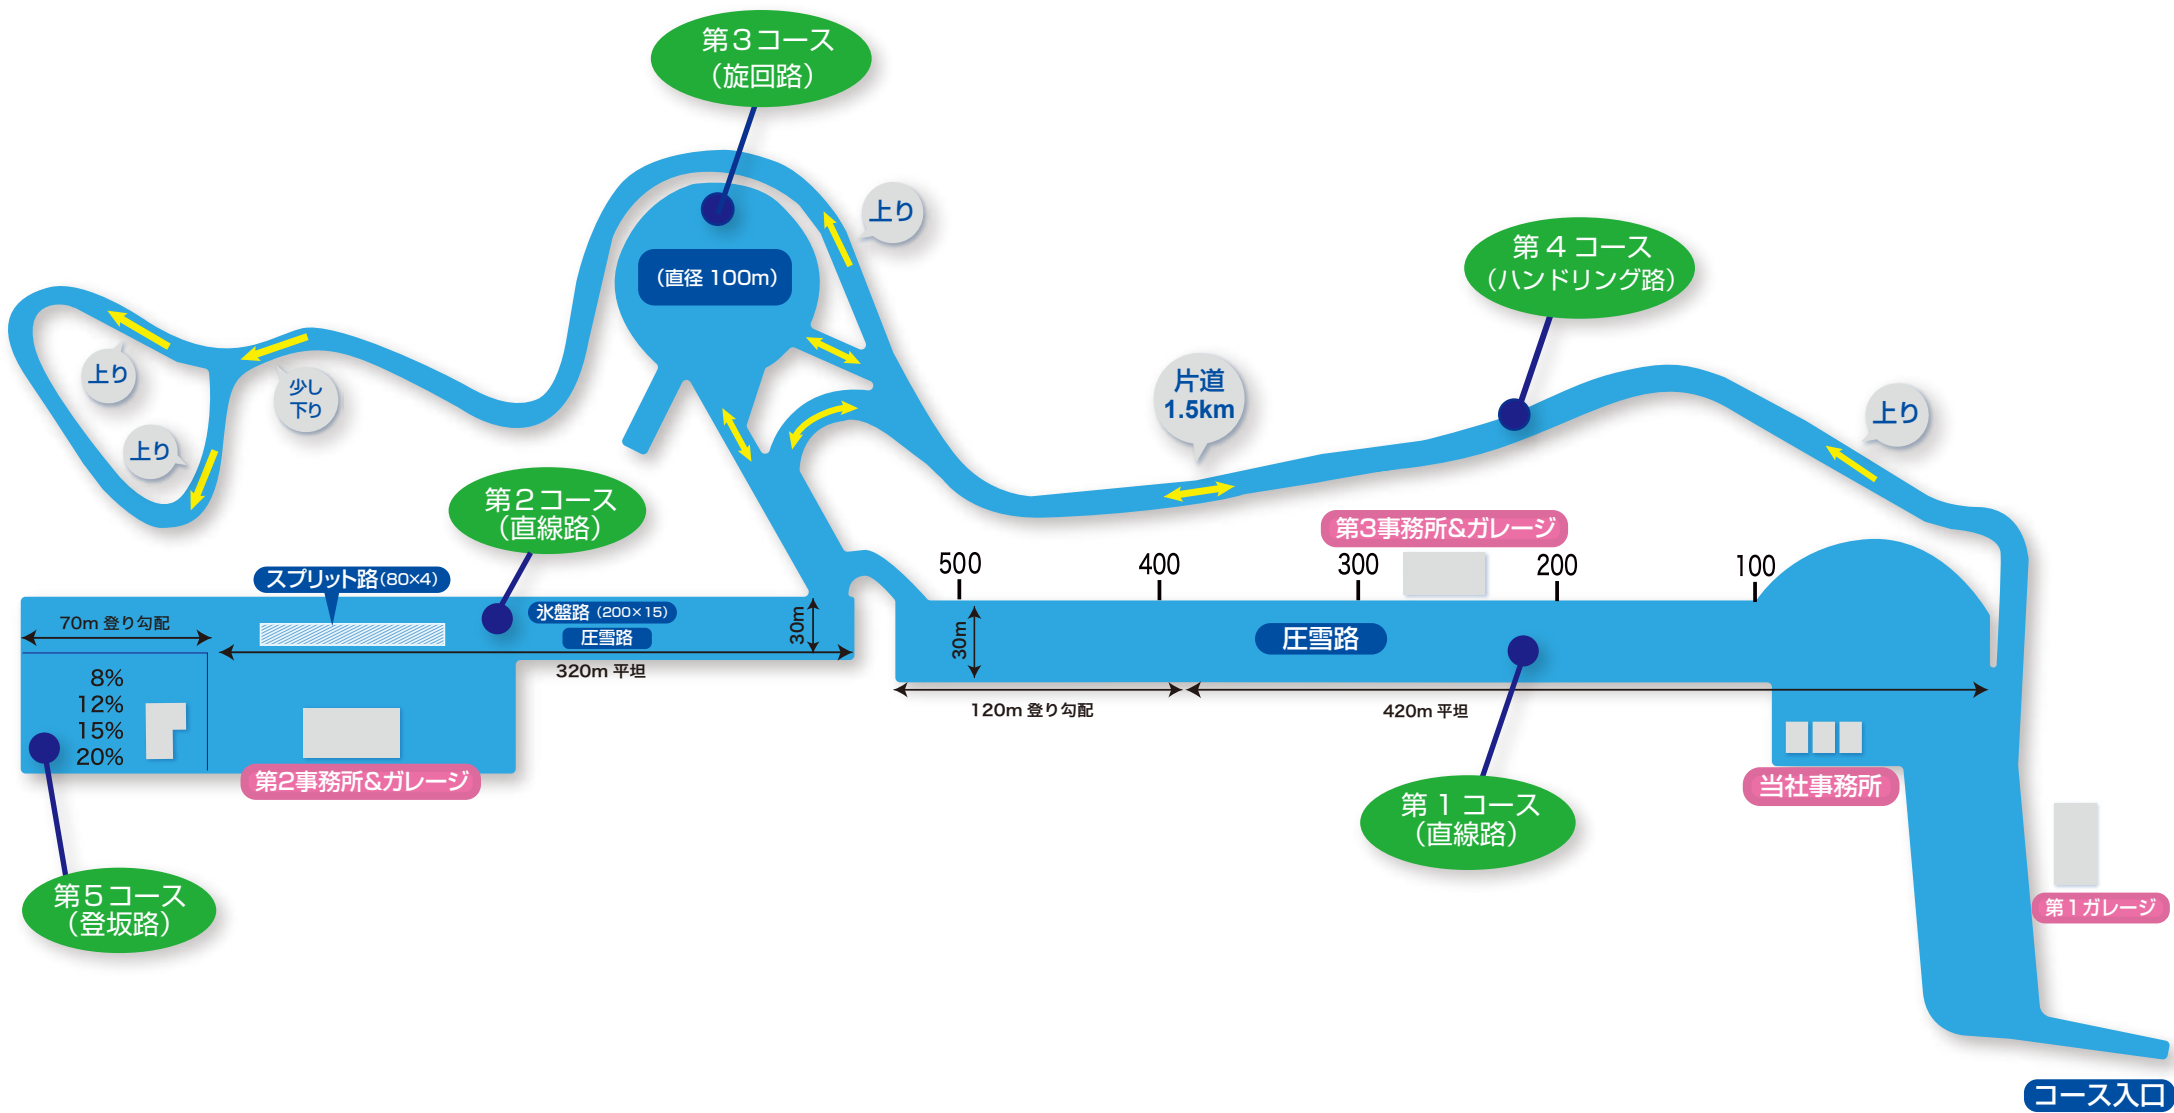 第3コース
（旋回路）
上り
（直径 100m）
第 4 コース
（ハンドリング路）
上り
少し
下り
上り
片道
1.5km
上り
第2コース
（直線路）
第3事務所&ガレージ
500
400
300
200
100
スプリット路(80×4)
氷盤路（200×15）
圧雪路
70m 登り勾配
30m
320m 平坦
30m
圧雪路
120m 登り勾配
420m 平坦
8%
12%
15%
20%
第2事務所&ガレージ
当社事務所
第 1 コース
（直線路）
第5コース
（登坂路）
第1ガレージ
コース入口